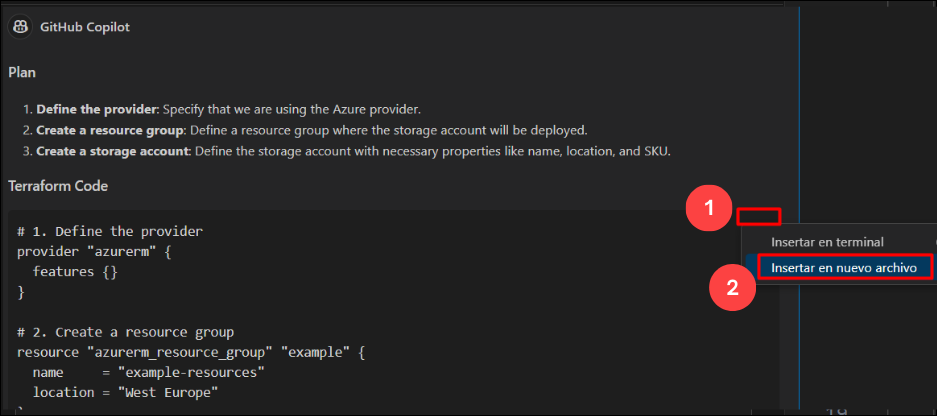 GitHub Copilot
Plan
1. Define the provider: Specify that we are using the Azure provider.
2. Create a resource group: Define a resource group where the storage account will be deployed.
3. Create a storage account: Define the storage account with necessary properties like name, location, and SKU.
Terraform Code
1
# 1. Define the provider
provider "azurerm" {
  features {}
}
Insertar en terminal
Insertar en nuevo archivo
2
# 2. Create a resource group
resource "azurerm_resource_group" "example" {
  name     = "example-resources"
  location = "West Europe"